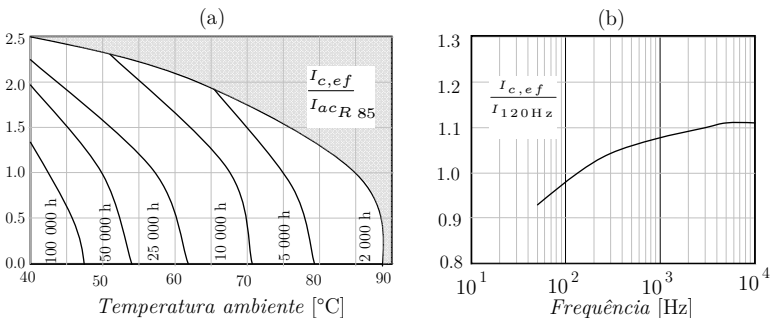 (a)
2.5
2.0
1.5
1.0
0.5
0.0
I_{c,ef}
I_{ac_{R 85}}
100 000 h
50 000 h
25 000 h
10 000 h
5 000 h
2 000 h
40 50 60 70 80 90
Temperatura ambiente [°C]
(b)
1.3
1.2
1.1
1.0
0.9
0.8
I_{c,ef}
I_{120Hz}
10^1 10^2 10^3 10^4
Frequência [Hz]